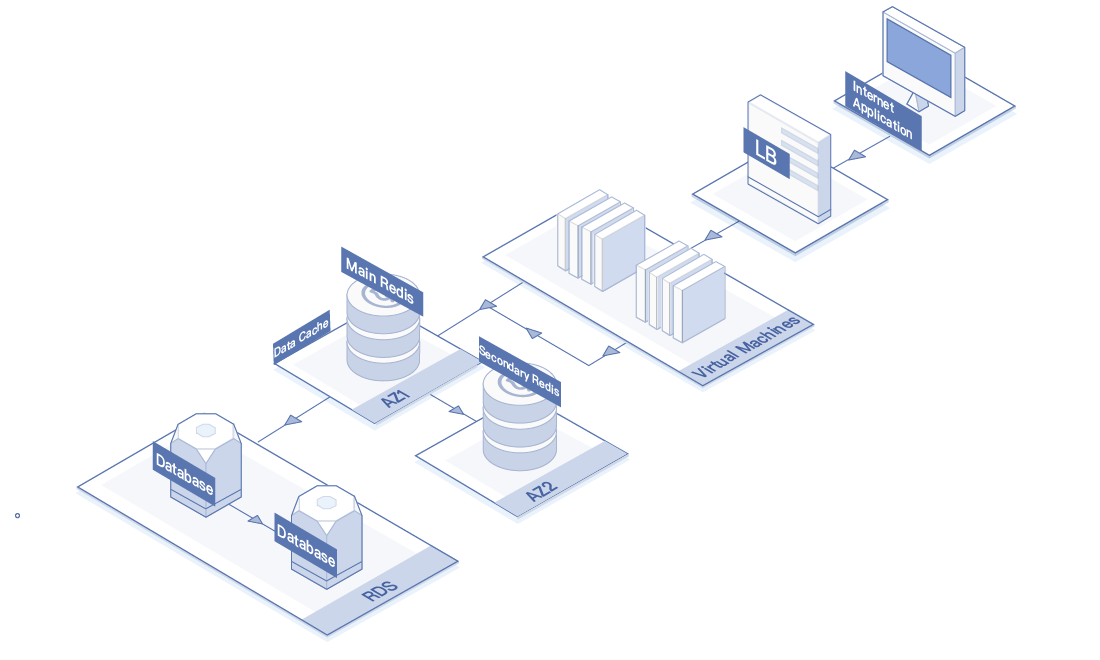 Internet
Application
LB
Main Redis
Data Cache
Virtual Machines
Secondary Redis
AZ1
Database
AZ2
Database
RDS